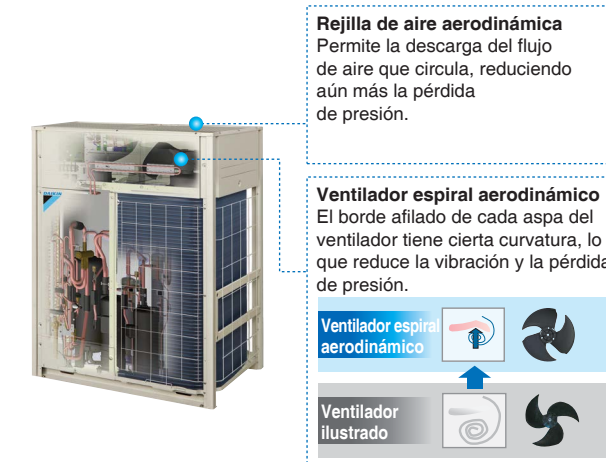 Rejilla de aire aerodinámica
Permite la descarga del flujo
de aire que circula, reduciendo
aún más la pérdida
de presión.
DAIKIN
Ventilador espiral aerodinámico
El borde afilado de cada aspa del
ventilador tiene cierta curvatura, lo
que reduce la vibración y la pérdida
de presión.
Ventilador espiral
aerodinámico
Ventilador
ilustrado